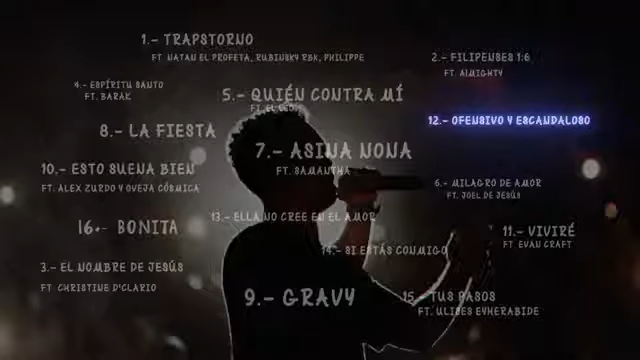 1.- TRAPSTORNO
FT NATAN EL PROFETA, RUBINSKY RBK, PHILIPPE
2.- FILIPENSES 1:6
FT. ALMIGHTY
4.- ESPÍRITU SANTO
FT. BARAK
5.- QUIÉN CONTRA MÍ
12.- OFENSIVO Y ESCANDALOSO
8.- LA FIESTA
7.- ASINA NONA
FT. SAMANTHA
10.- ESTO SUENA BIEN
FT. ALEX ZURDO Y OVEJA CÓSMICA
6.- MILAGRO DE AMOR
FT. JOEL DE JESÚS
13.- ELLA NO CREE EN EL AMOR
16.- BONITA
11.- VIVIRÉ
FT EVAN CRAFT
14.- SI ESTÁS CONMIGO
3.- EL NOMBRE DE JESÚS
FT CHRISTINE D'CLARIO
9.- GRAVY
15.- TUS PASOS
FT. ULISES EYHERABIDE